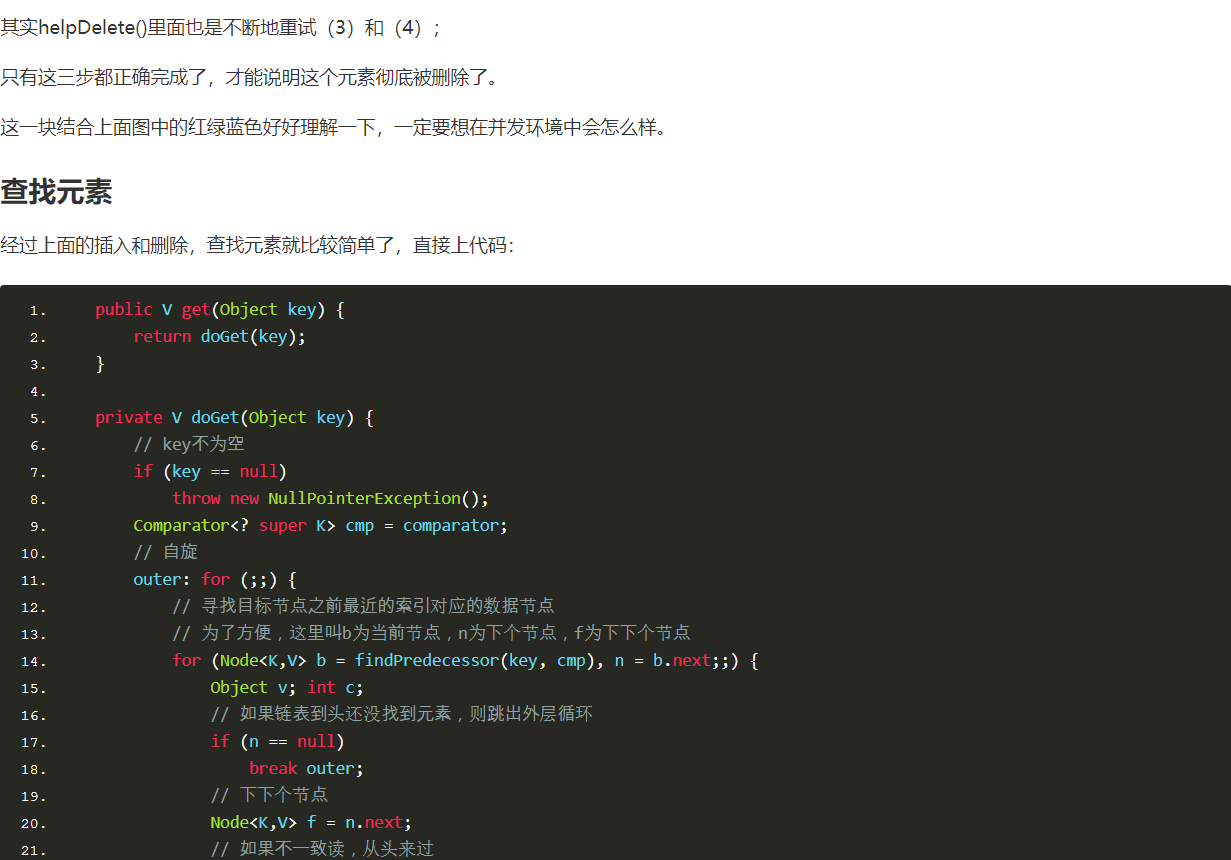 其实helpDelete()里面也是不断地重试（3）和（4）；
只有这三步都正确完成了，才能说明这个元素彻底被删除了。
这一块结合上面图中的红绿蓝色好好理解一下，一定要想在并发环境中会怎么样。
查找元素
经过上面的插入和删除，查找元素就比较简单了，直接上代码：
1. public V get(Object key) {
2. return doGet(key);
3. }
4.
5. private V doGet(Object key) {
6. // key不为空
7. if (key == null)
8. throw new NullPointerException();
9. Comparator<? super K> cmp = comparator;
10. // 自旋
11. outer: for (;;) {
12. // 寻找目标节点之前最近的索引对应的数据节点
13. // 为了方便，这里叫b为当前节点，n为下个节点，f为下下个节点
14. for (Node<K,V> b = findPredecessor(key, cmp), n = b.next;;) {
15. Object v; int c;
16. // 如果链表到头还没找到元素，则跳出外层循环
17. if (n == null)
18. break outer;
19. // 下下个节点
20. Node<K,V> f = n.next;
21. // 如果不一致读，从头来过